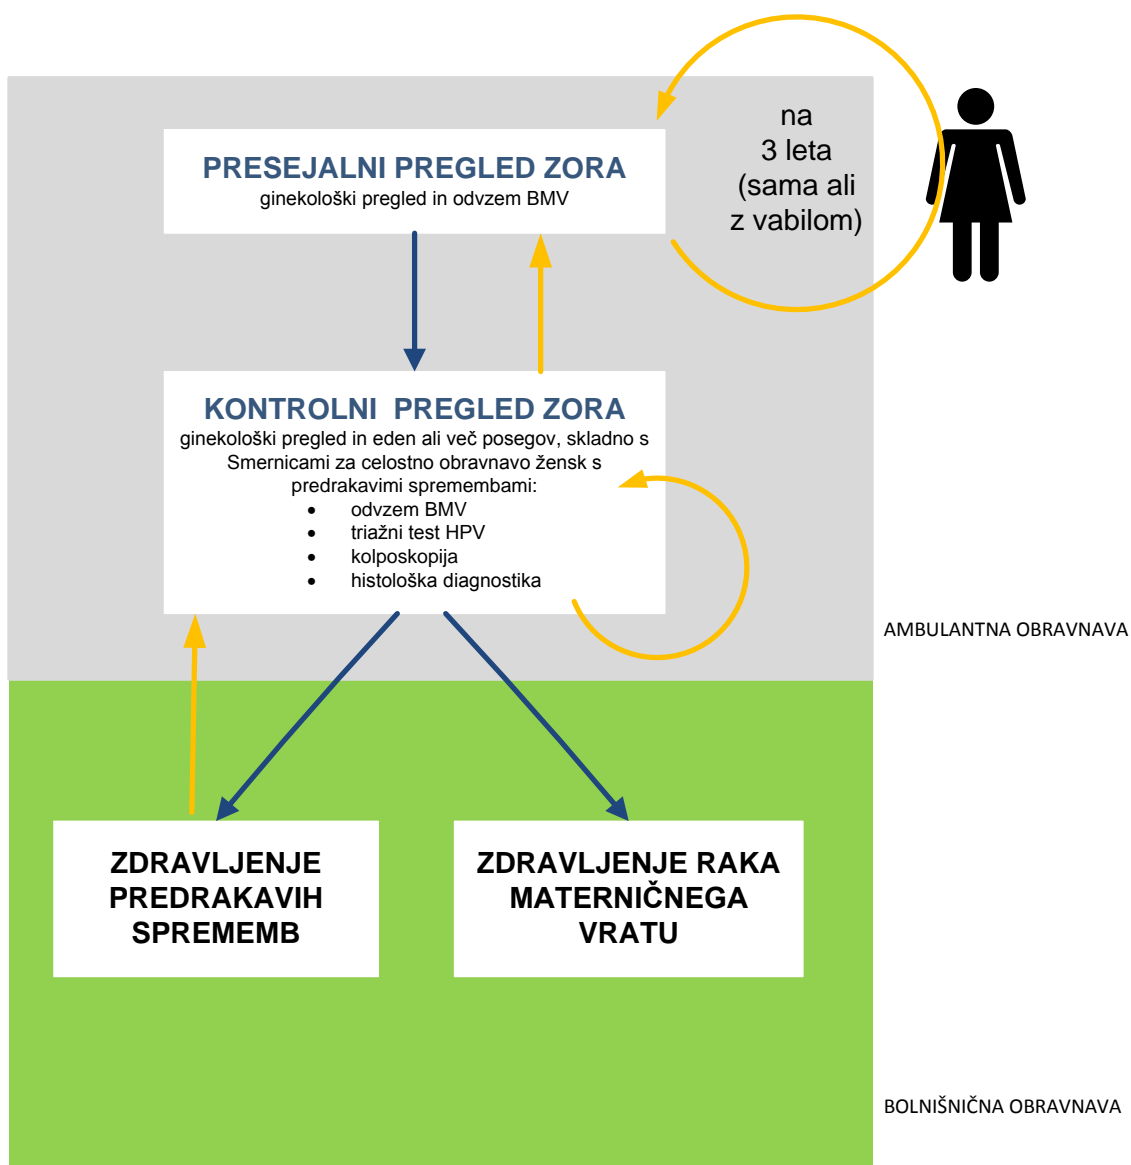 PRESEJALNI PREGLED ZORA
ginekološki pregled in odvzem BMV
na
3 leta
(sama ali
z vabilom)
KONTROLNI PREGLED ZORA
ginekološki pregled in eden ali več posegov, skladno s
Smernicami za celostno obravnavo žensk s
predrakavimi spremembami:
• odvzem BMV
• triažni test HPV
• kolposkopija
• histološka diagnostika
AMBULANTNA OBRAVNAVA
ZDRAVLJENJE
PREDRAKAVIH
SPREMEMB
ZDRAVLJENJE RAKA
MATERNIČNEGA
VRATU
BOLNIŠNIČNA OBRAVNAVA